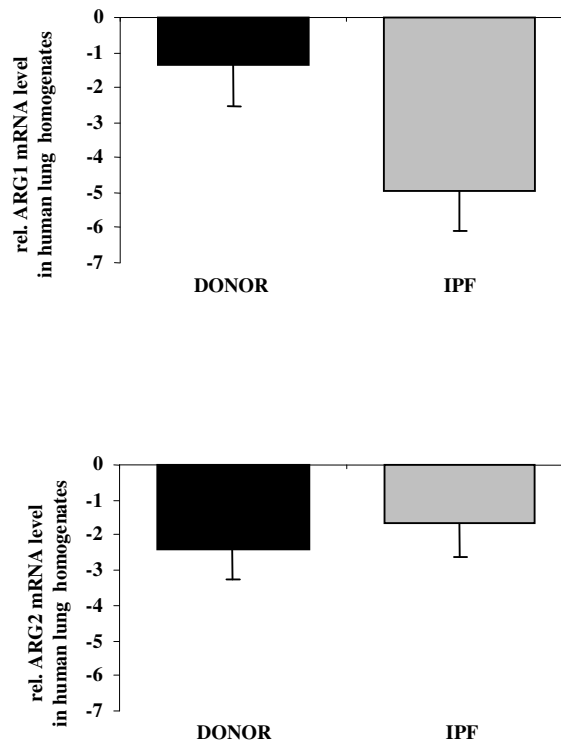 rel. ARG1 mRNA level
in human lung homogenates
0
-1
-2
-3
-4
-5
-6
-7
DONOR IPF
rel. ARG2 mRNA level
in human lung homogenates
0
-1
-2
-3
-4
-5
-6
-7
DONOR IPF